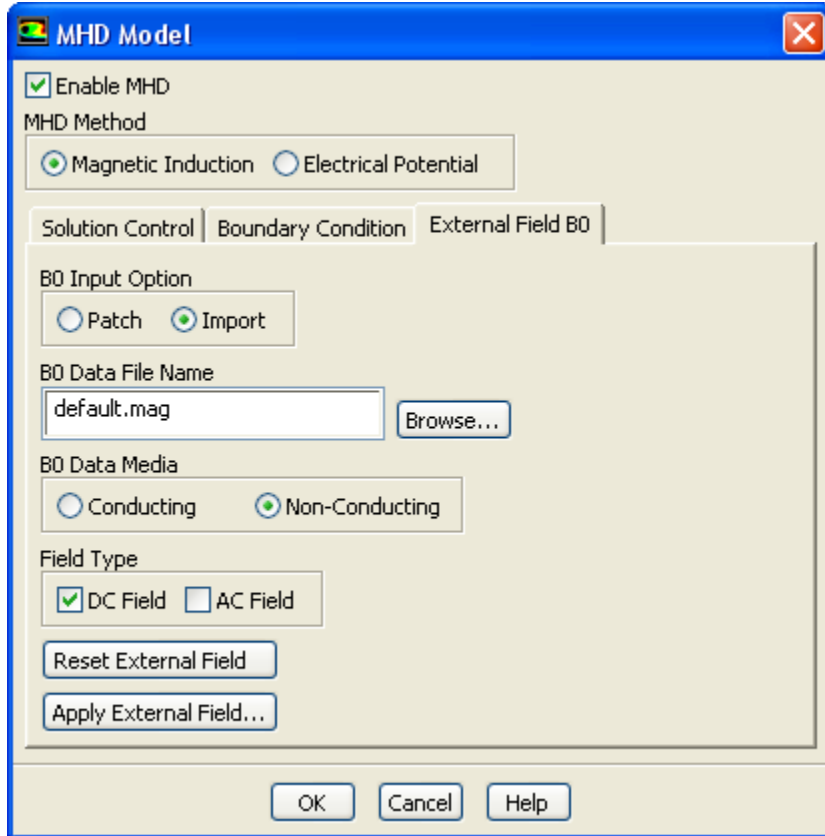 MHD Model
Enable MHD
MHD Method
Magnetic Induction Electrical Potential
Solution Control Boundary Condition External Field B0
B0 Input Option
Patch Import
B0 Data File Name
default.mag Browse...
B0 Data Media
Conducting Non-Conducting
Field Type
DC Field AC Field
Reset External Field
Apply External Field...
OK Cancel Help